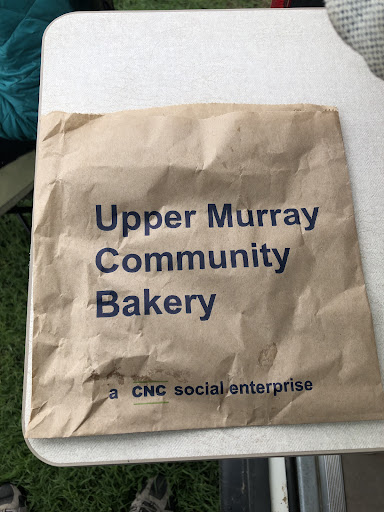 Upper Murray
Community
Bakery
a CNC social enterprise